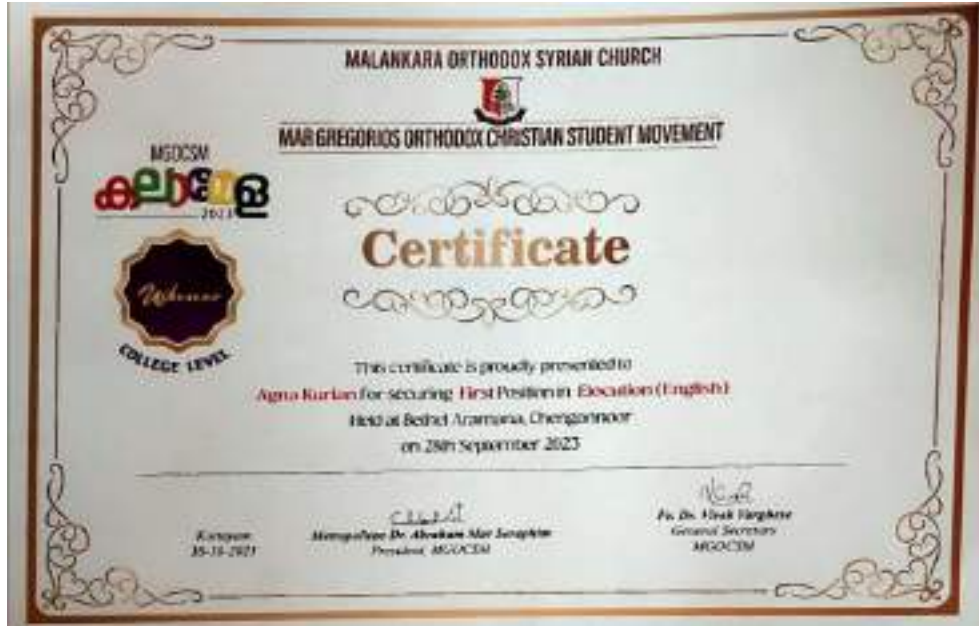 MALANKARA ORTHODOX SYRIAN CHURCH
MAR GREGORIOS ORTHODOX CHRISTIAN STUDENT MOVEMENT
MGOCSM
കലാമേള
2023
Certificate
Winner
COLLEGE LEVEL
This certificate is proudly presented to
Agna Kurian for securing First Position in Elocution (English)
Held at Bethel Aramana, Chengannoor
on 28th September 2023
Metropolitan Dr. Abraham Mar Seraphim
President MGOCSM
Fr. Dr. Vivek Varghese
General Secretary
MGOCSM
Kottayam